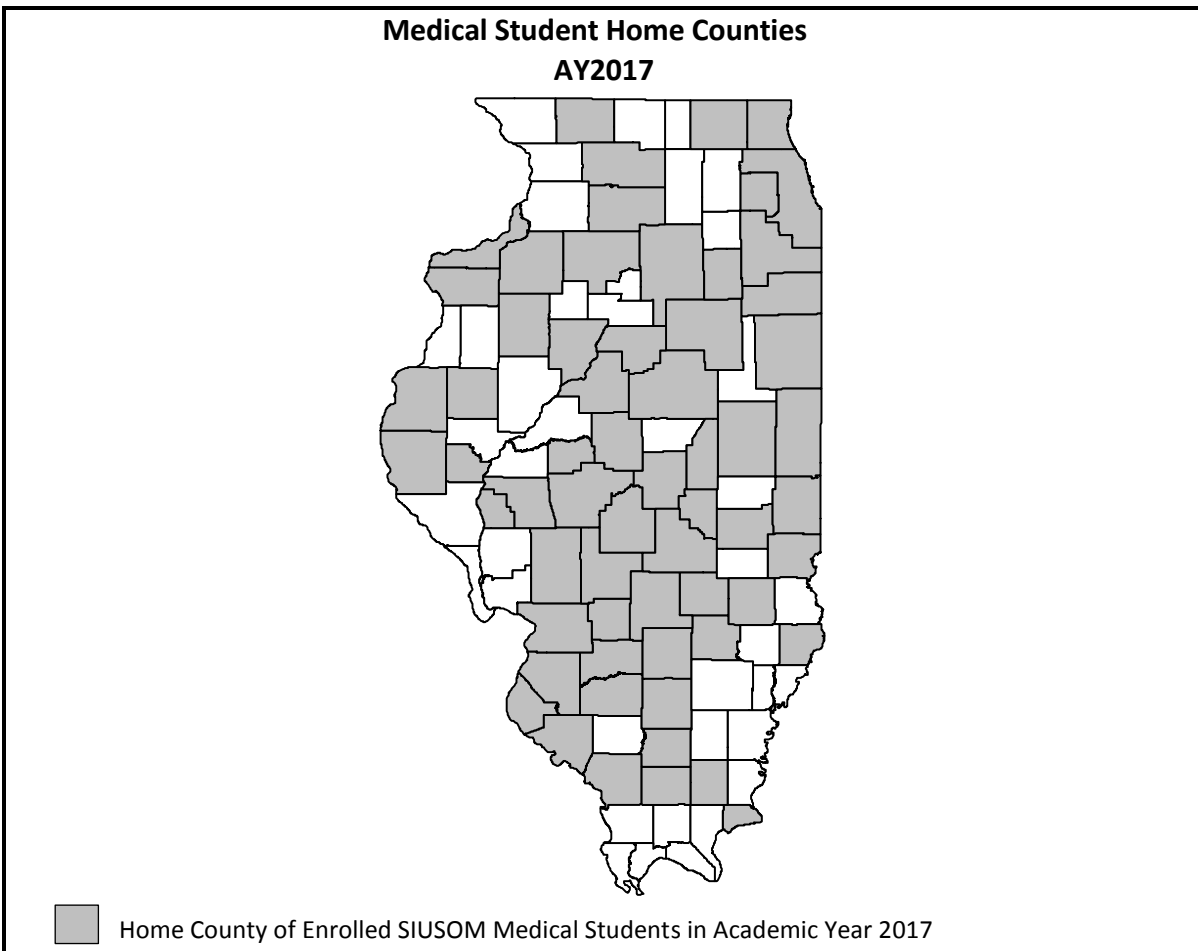 Medical Student Home Counties
AY2017
Home County of Enrolled SIUSOM Medical Students in Academic Year 2017